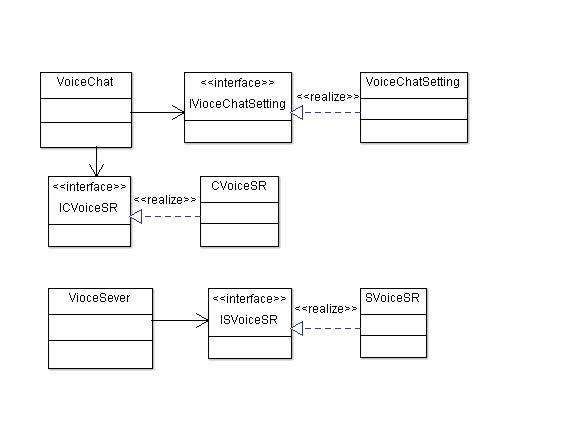 VoiceChat
<<interface>>
IVioceChatSetting
<<realize>>
VoiceChatSetting
<<interface>>
ICVoiceSR
<<realize>>
CVoiceSR
VioceSever
<<interface>>
ISVoiceSR
<<realize>>
SVoiceSR